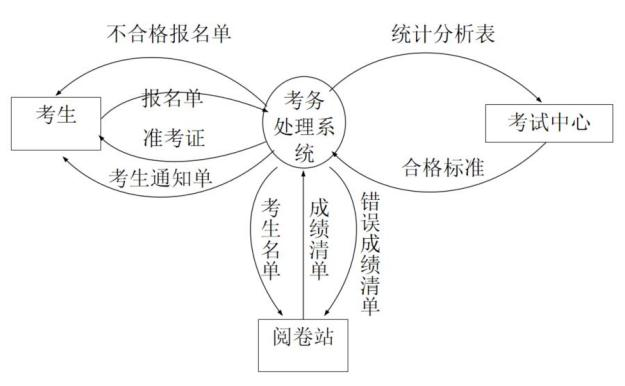 不合格报名单
统计分析表
考生
报名单
考务
处理系
统
考试中心
准考证
考生通知单
合格标准
考生名单
成绩清单
错误成绩清单
阅卷站